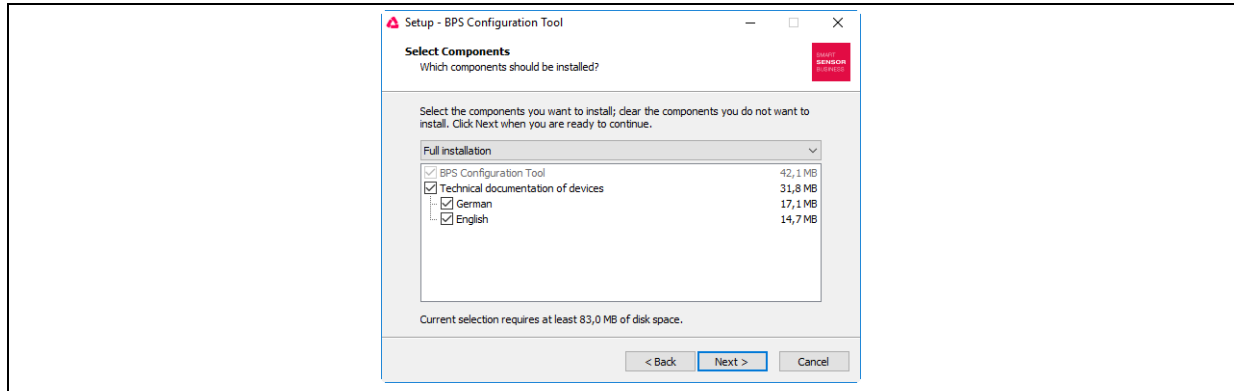 Setup - BPS Configuration Tool
Select Components
Which components should be installed?
SMART
SENSOR
BUSINESS
Select the components you want to install; clear the components you do not want to
install. Click Next when you are ready to continue.
Full installation
BPS Configuration Tool 42,1 MB
Technical documentation of devices 31,8 MB
German 17,1 MB
English 14,7 MB
Current selection requires at least 83,0 MB of disk space.
< Back Next > Cancel